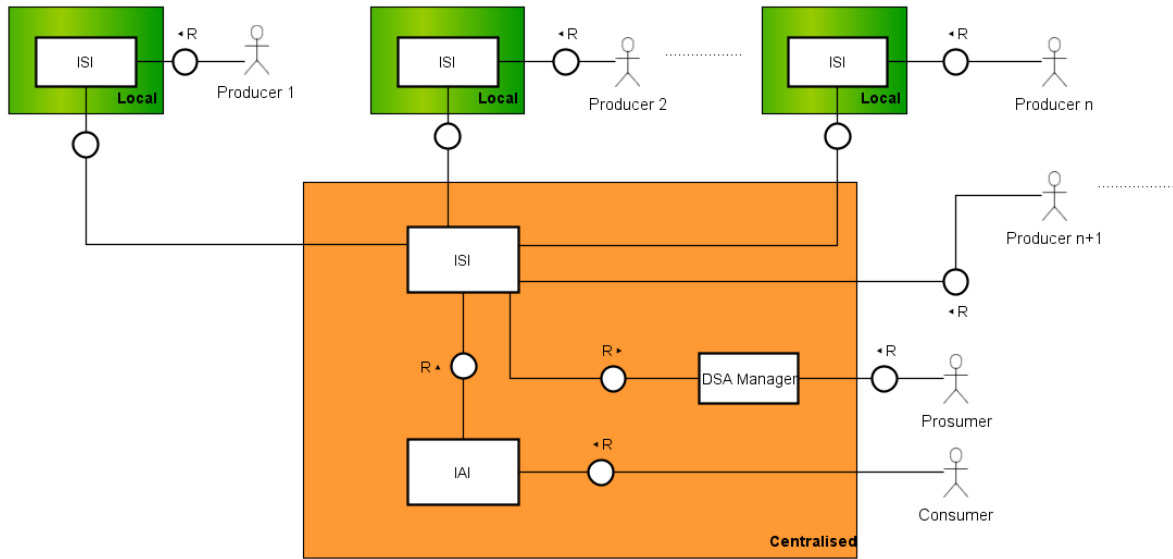 ISI
◂ R
Producer 1
Local
ISI
◂ R
Producer 2
Local
ISI
◂ R
Producer n
Local
Producer n+1
ISI
◂ R
R ▴
R ▸
DSA Manager
◂ R
Prosumer
IAI
◂ R
Consumer
Centralised